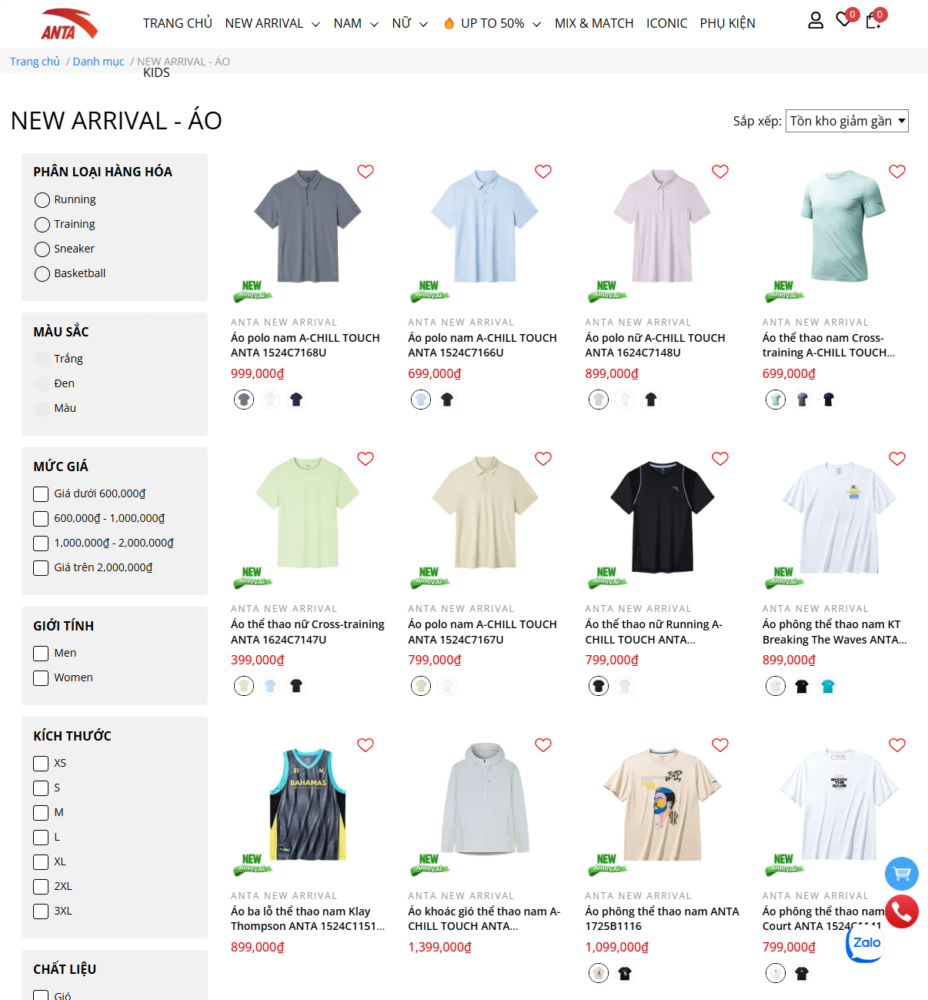 ANTA
TRANG CHỦ NEW ARRIVAL NAM NỮ UP TO 50% MIX & MATCH ICONIC PHỤ KIỆN
0 0
Trang chủ / Danh mục / NEW ARRIVAL - ÁO
KIDS
NEW ARRIVAL - ÁO
Sắp xếp: Tồn kho giảm gần
PHÂN LOẠI HÀNG HÓA
Running
Training
Sneaker
Basketball
MÀU SẮC
Trắng
Đen
Màu
MỨC GIÁ
Giá dưới 600,000₫
600,000₫ - 1,000,000₫
1,000,000₫ - 2,000,000₫
Giá trên 2,000,000₫
GIỚI TÍNH
Men
Women
KÍCH THƯỚC
XS
S
M
L
XL
2XL
3XL
CHẤT LIỆU
Gió
NEW ARRIVAL
ANTA NEW ARRIVAL
Áo polo nam A-CHILL TOUCH
ANTA 1524C7168U
999,000₫
NEW ARRIVAL
ANTA NEW ARRIVAL
Áo polo nam A-CHILL TOUCH
ANTA 1524C7166U
699,000₫
NEW ARRIVAL
ANTA NEW ARRIVAL
Áo polo nữ A-CHILL TOUCH
ANTA 1624C7148U
899,000₫
NEW ARRIVAL
ANTA NEW ARRIVAL
Áo thể thao nam Cross-
training A-CHILL TOUCH...
699,000₫
NEW ARRIVAL
ANTA NEW ARRIVAL
Áo thể thao nữ Cross-training
ANTA 1624C7147U
399,000₫
NEW ARRIVAL
ANTA NEW ARRIVAL
Áo polo nam A-CHILL TOUCH
ANTA 1524C7167U
799,000₫
NEW ARRIVAL
ANTA NEW ARRIVAL
Áo thể thao nữ Running A-
CHILL TOUCH ANTA...
799,000₫
NEW ARRIVAL
ANTA NEW ARRIVAL
Áo phông thể thao nam KT
Breaking The Waves ANTA...
899,000₫
11 K
BAHAMAS
NEW ARRIVAL
ANTA NEW ARRIVAL
Áo ba lỗ thể thao nam Klay
Thompson ANTA 1524C1151...
899,000₫
NEW ARRIVAL
ANTA NEW ARRIVAL
Áo khoác gió thể thao nam A-
CHILL TOUCH ANTA...
1,399,000₫
NEW ARRIVAL
ANTA NEW ARRIVAL
Áo phông thể thao nam ANTA
1725B1116
1,099,000₫
SHOCK
THE
GAME
NEW ARRIVAL
ANTA NEW ARRIVAL
Áo phông thể thao nam
Court ANTA 1524C1141
799,000₫
Zalo